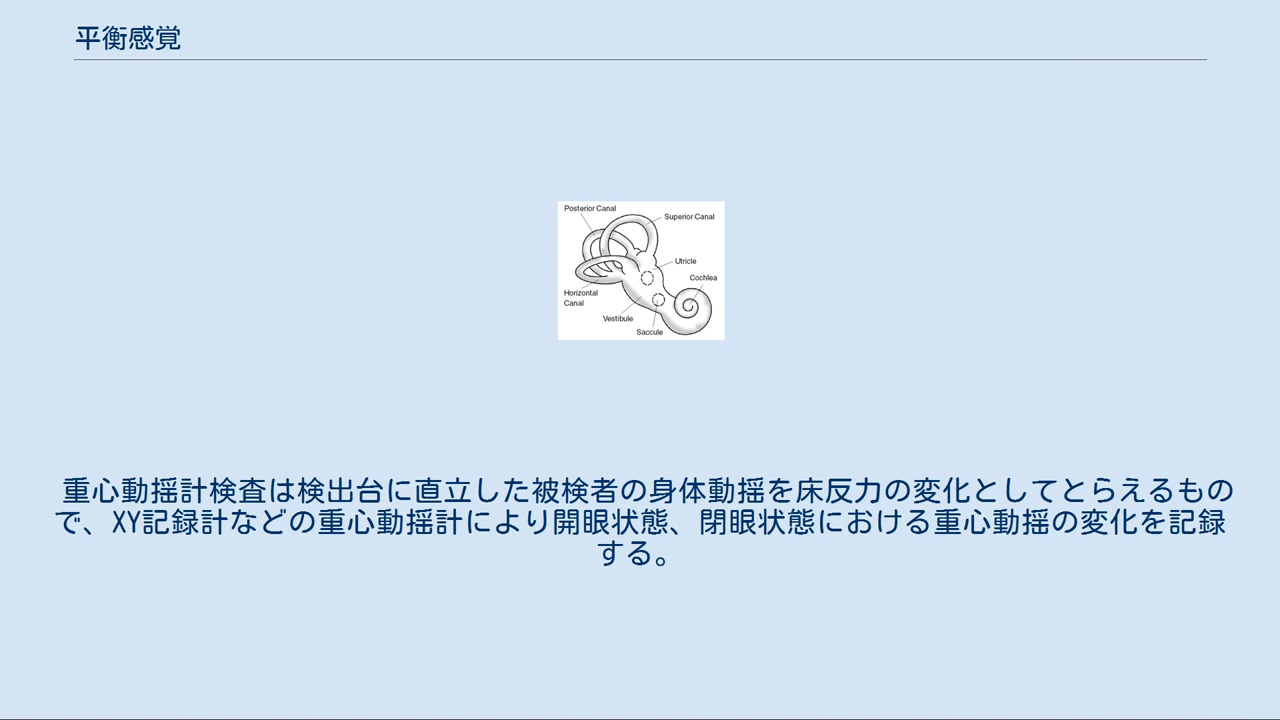 平衡感覚
Posterior Canal
Superior Canal
Utricle
Cochlea
Horizontal
Canal
Vestibule
Saccule
重心動揺計検査は検出台に直立した被検者の身体動揺を床反力の変化としてとらえるもの
で、XY記録計などの重心動揺計により開眼状態、閉眼状態における重心動揺の変化を記録
する。